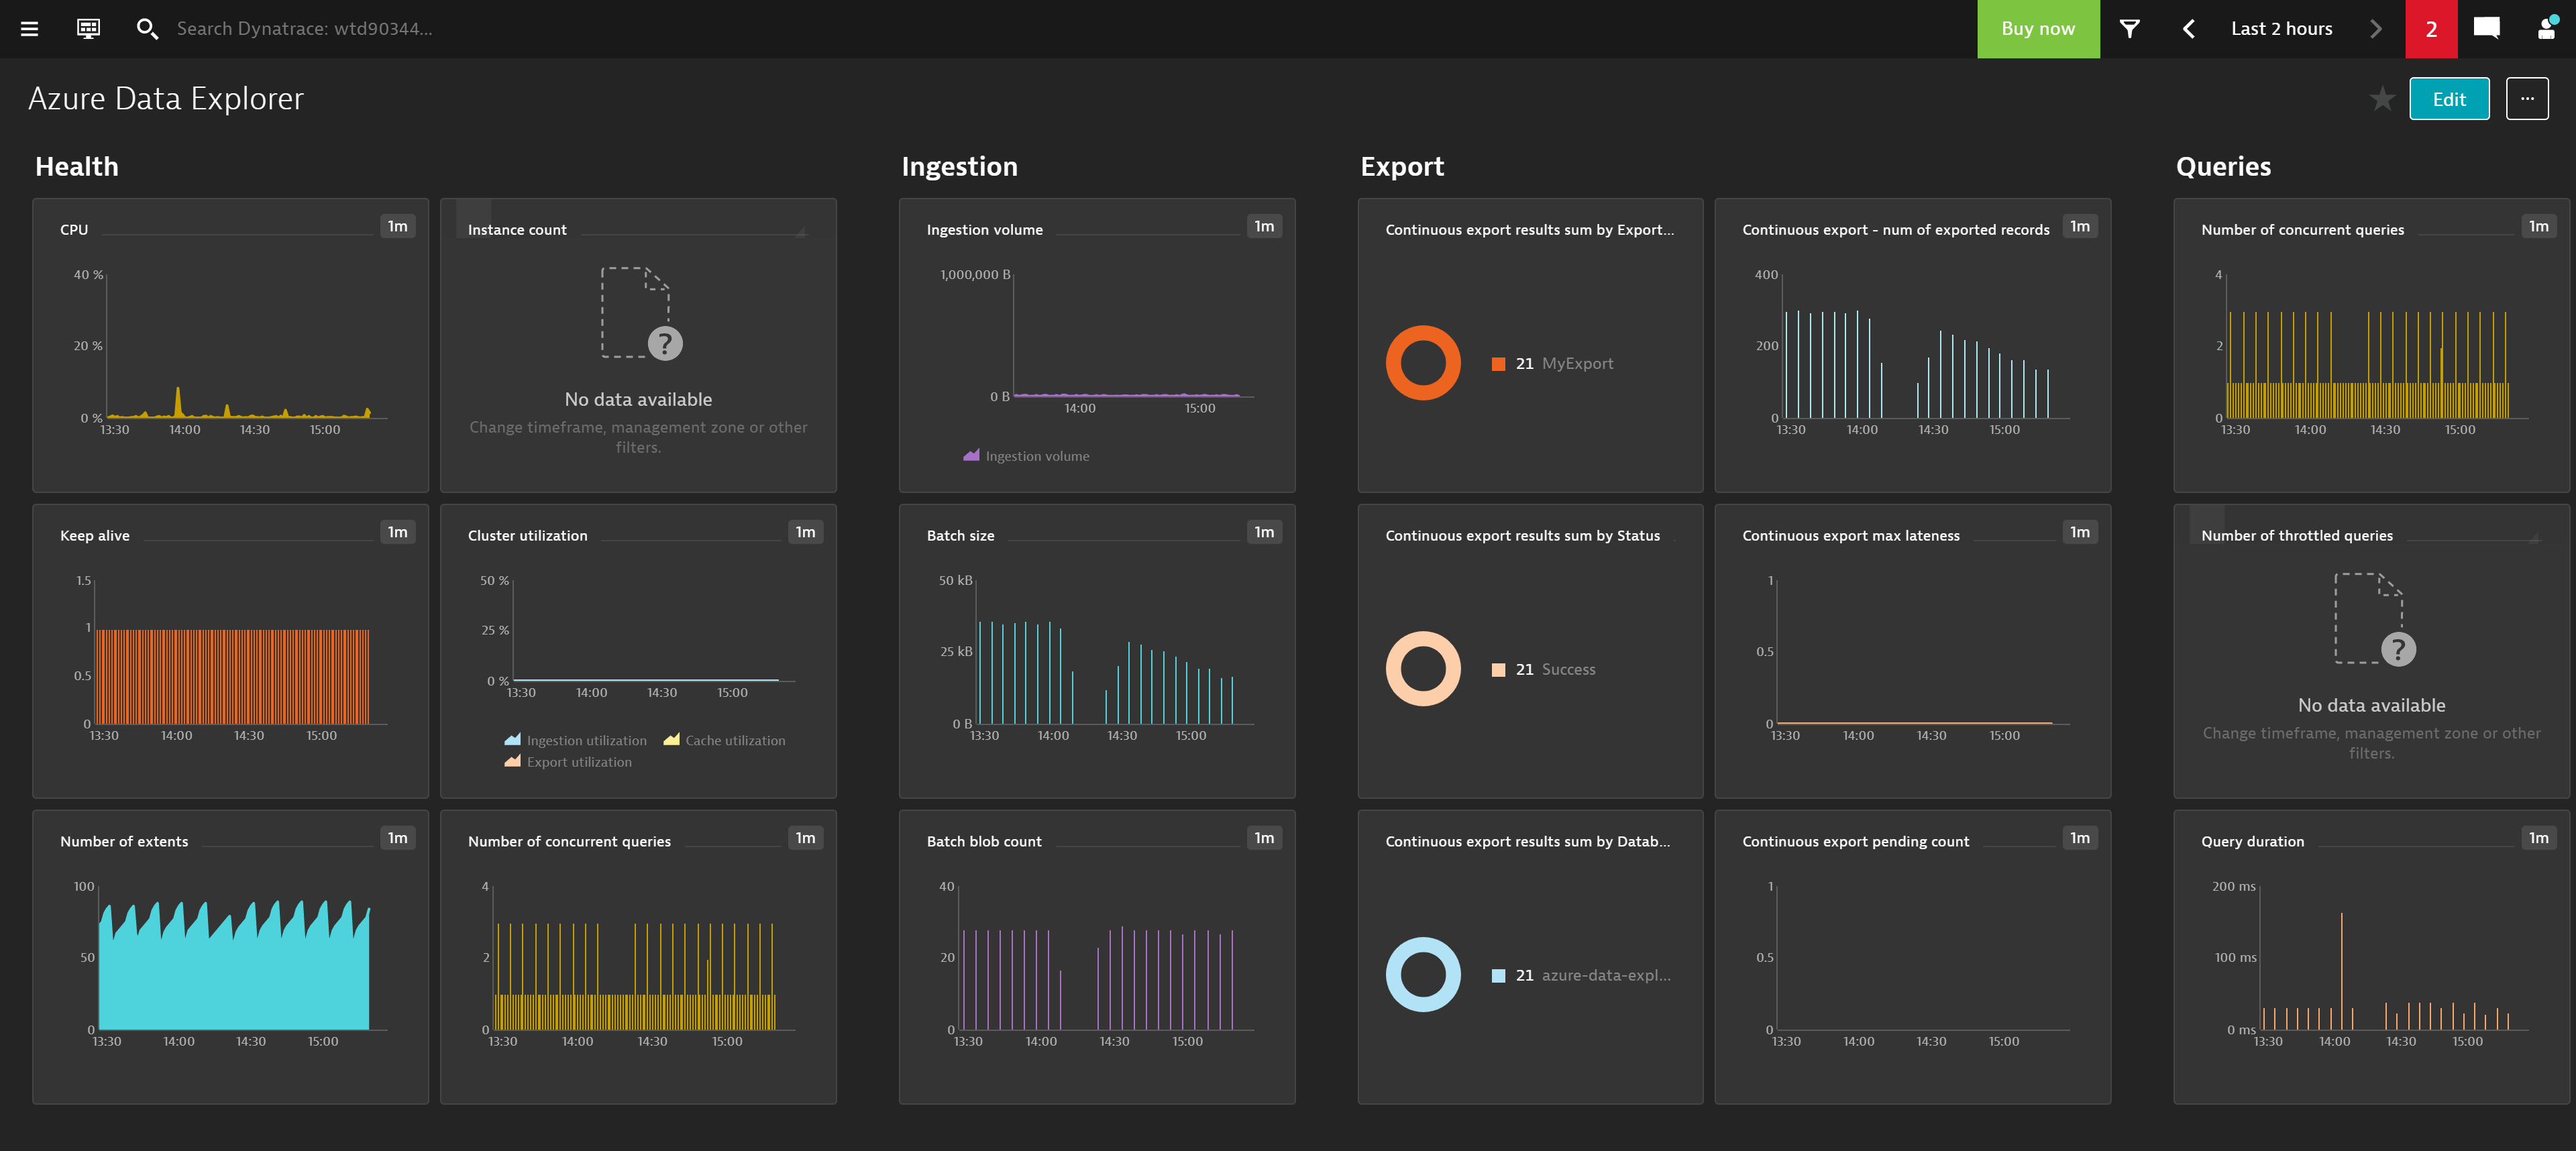 Search Dynatrace: wtd90344...
Buy now
Last 2 hours
2
Azure Data Explorer
Edit
...
Health
CPU
1m
40 %
20 %
0 %
13:30 14:00 14:30 15:00
Instance count
?
No data available
Change timeframe, management zone or other
filters.
Keep alive
1m
1.5
1
0.5
0
13:30 14:00 14:30 15:00
Cluster utilization
1m
50 %
25 %
0 %
13:30 14:00 14:30 15:00
Ingestion utilization Cache utilization
Export utilization
Number of extents
1m
100
50
0
13:30 14:00 14:30 15:00
Number of concurrent queries
1m
4
2
0
13:30 14:00 14:30 15:00
Ingestion
Ingestion volume
1m
1,000,000 B
0 B
14:00 15:00
Ingestion volume
Batch size
1m
50 kB
25 kB
0 B
13:30 14:00 14:30 15:00
Batch blob count
1m
40
20
0
13:30 14:00 14:30 15:00
Export
Continuous export results sum by Export...
21 MyExport
Continuous export - num of exported records
1m
400
200
0
13:30 14:00 14:30 15:00
Continuous export results sum by Status
21 Success
Continuous export max lateness
1m
1
0.5
0
13:30 14:00 14:30 15:00
Continuous export results sum by Datab...
21 azure-data-expl...
Continuous export pending count
1m
1
0.5
0
13:30 14:00 14:30 15:00
Queries
Number of concurrent queries
1m
4
2
0
13:30 14:00 14:30 15:00
Number of throttled queries
?
No data available
Change timeframe, management zone or other
filters.
Query duration
1m
200 ms
100 ms
0 ms
13:30 14:00 14:30 15:00